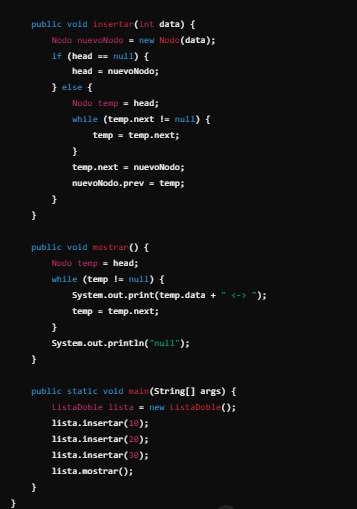 public void insertar(int data) {
        Nodo nuevoNodo = new Nodo(data);
        if (head == null) {
            head = nuevoNodo;
        } else {
            Nodo temp = head;
            while (temp.next != null) {
                temp = temp.next;
            }
            temp.next = nuevoNodo;
            nuevoNodo.prev = temp;
        }
    }

    public void mostrar() {
        Nodo temp = head;
        while (temp != null) {
            System.out.print(temp.data + " <-> ");
            temp = temp.next;
        }
        System.out.println("null");
    }

    public static void main(String[] args) {
        ListaDoble lista = new ListaDoble();
        lista.insertar(10);
        lista.insertar(20);
        lista.insertar(30);
        lista.mostrar();
    }
}